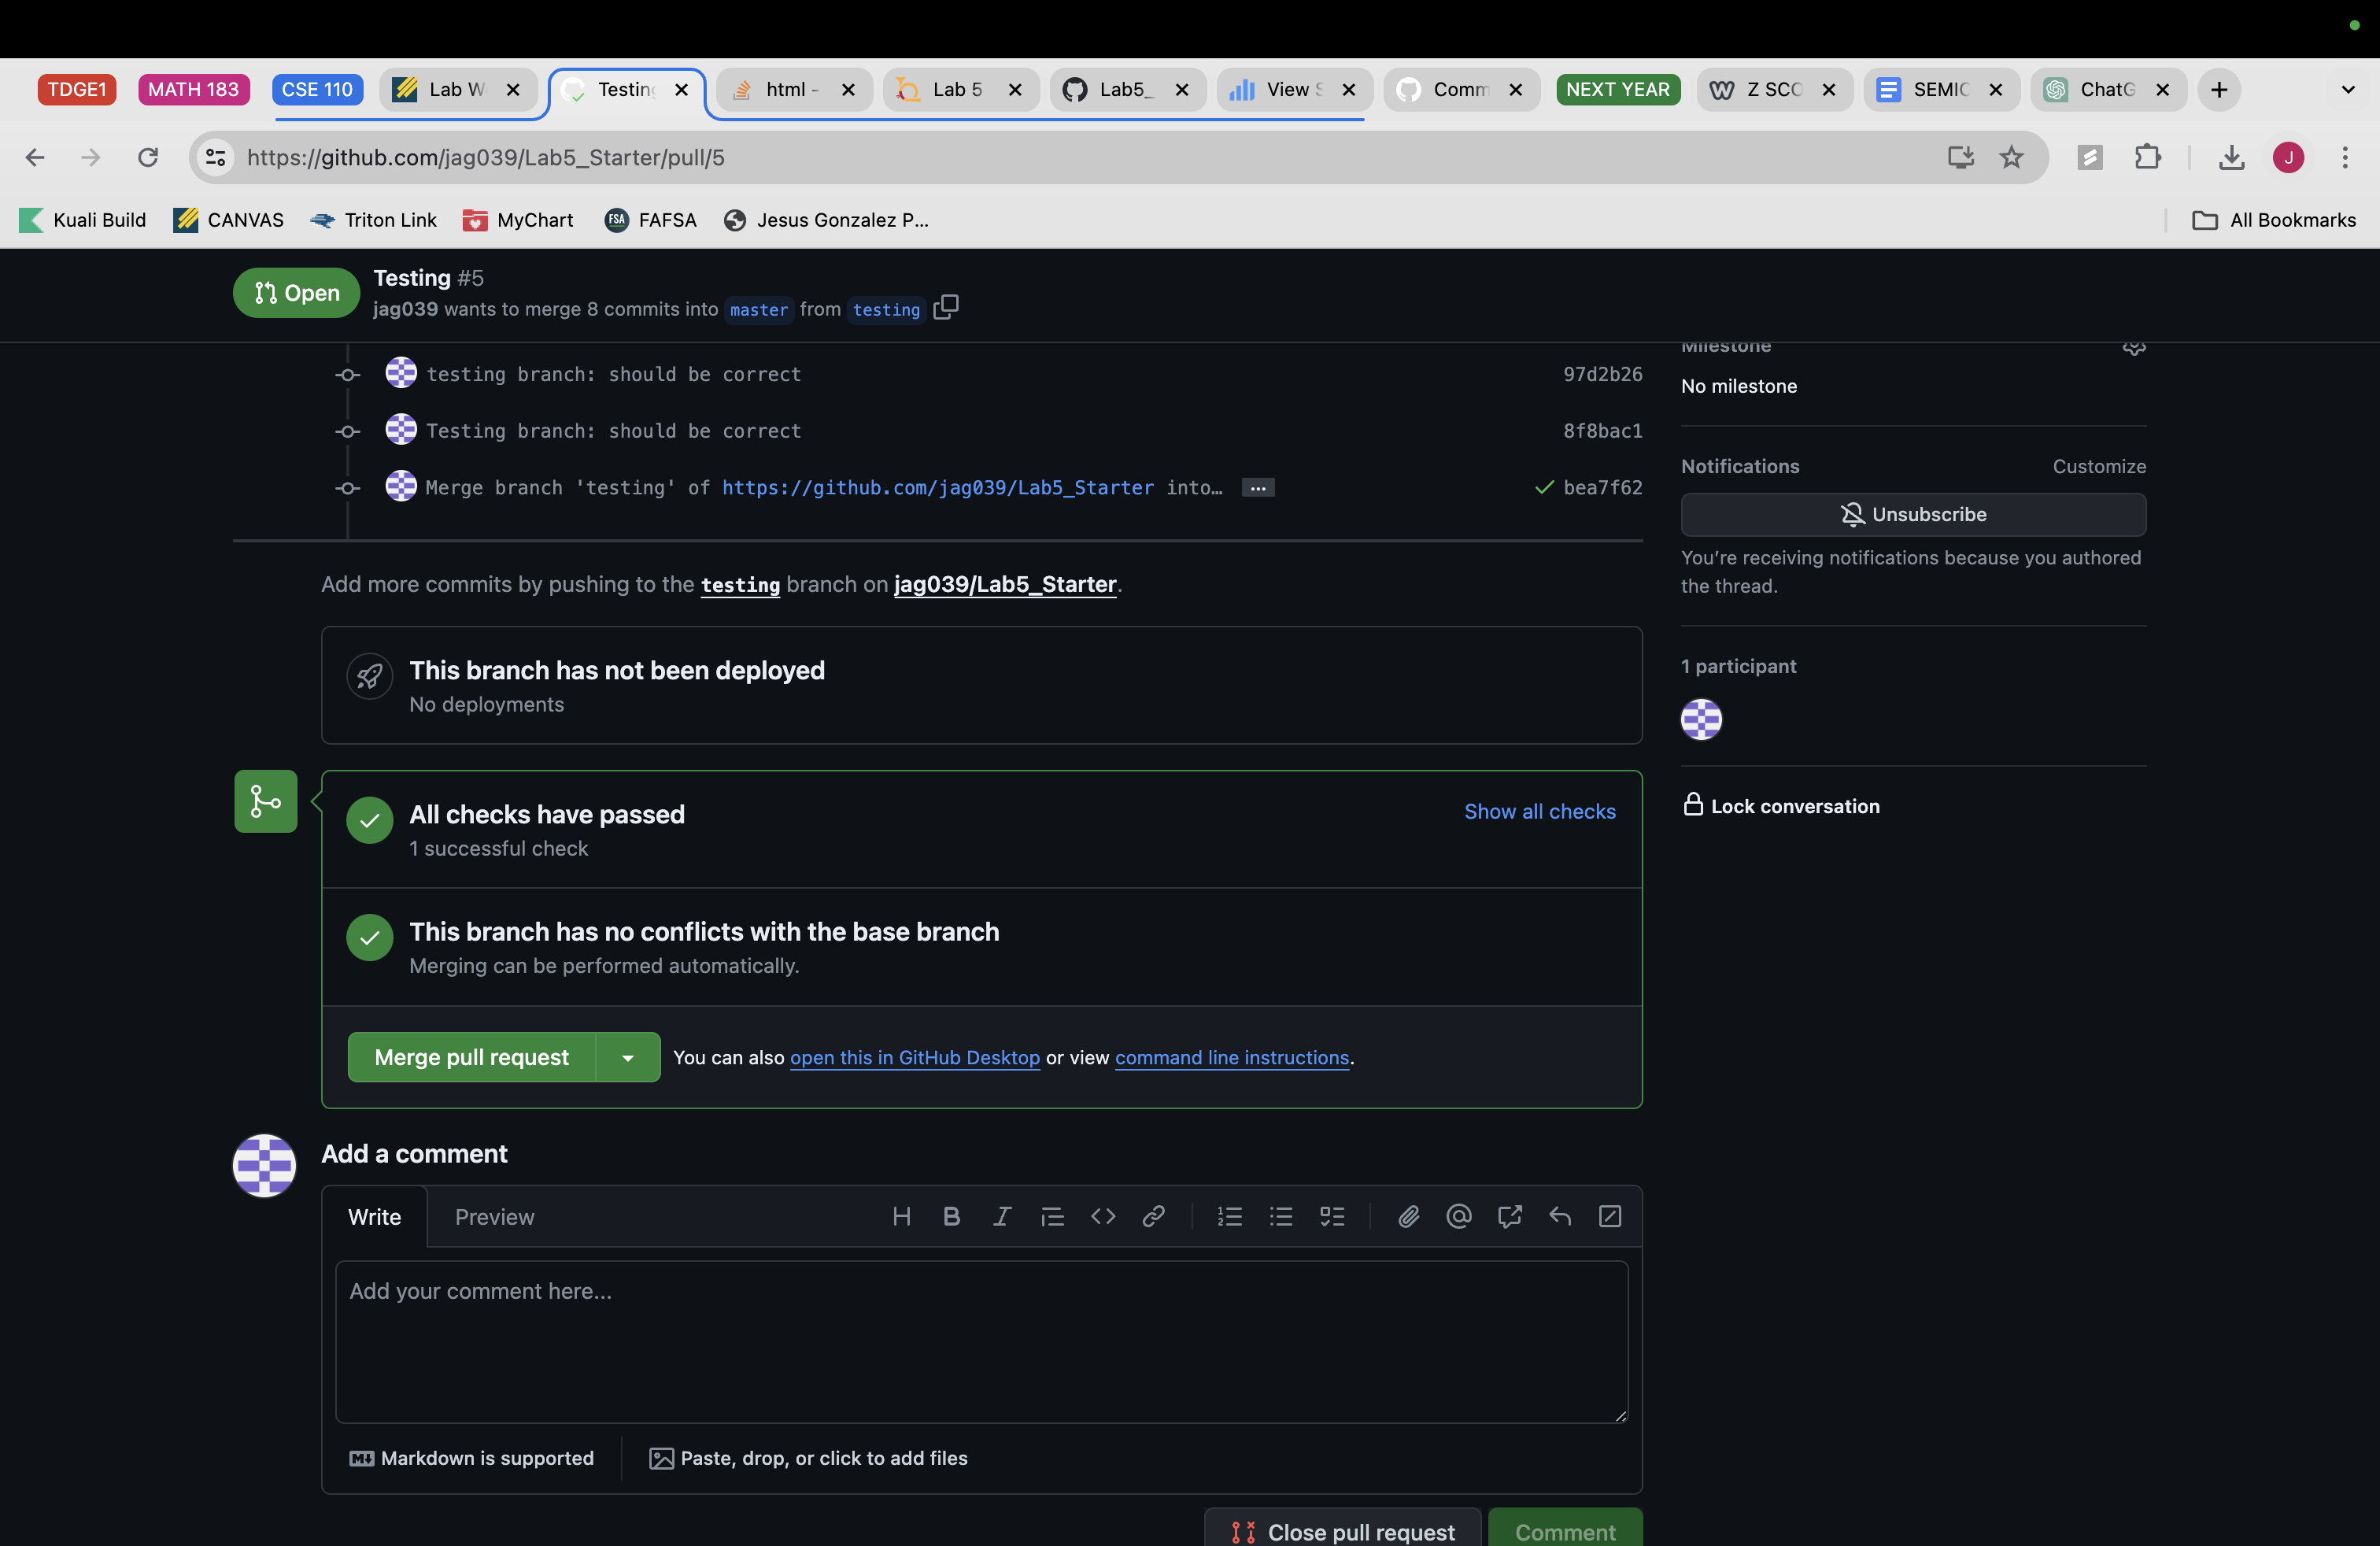 TDGE1 MATH 183 CSE 110 Lab W Testing html - Lab 5 Lab5_ View S Comm NEXT YEAR Z SCO SEMIC ChatG
https://github.com/jag039/Lab5_Starter/pull/5 J
Kuali Build CANVAS Triton Link MyChart FSA FAFSA Jesus Gonzalez P... All Bookmarks
Open
Testing #5
jag039 wants to merge 8 commits into master from testing
testing branch: should be correct 97d2b26
Testing branch: should be correct 8f8bac1
Merge branch 'testing' of https://github.com/jag039/Lab5_Starter into… ... bea7f62
Add more commits by pushing to the testing branch on jag039/Lab5_Starter.
This branch has not been deployed
No deployments
All checks have passed Show all checks
1 successful check
This branch has no conflicts with the base branch
Merging can be performed automatically.
Merge pull request You can also open this in GitHub Desktop or view command line instructions.
Add a comment
Write Preview H B I
Add your comment here...
Markdown is supported Paste, drop, or click to add files
Close pull request Comment
Milestone
No milestone
Notifications Customize
Unsubscribe
You're receiving notifications because you authored
the thread.
1 participant
Lock conversation